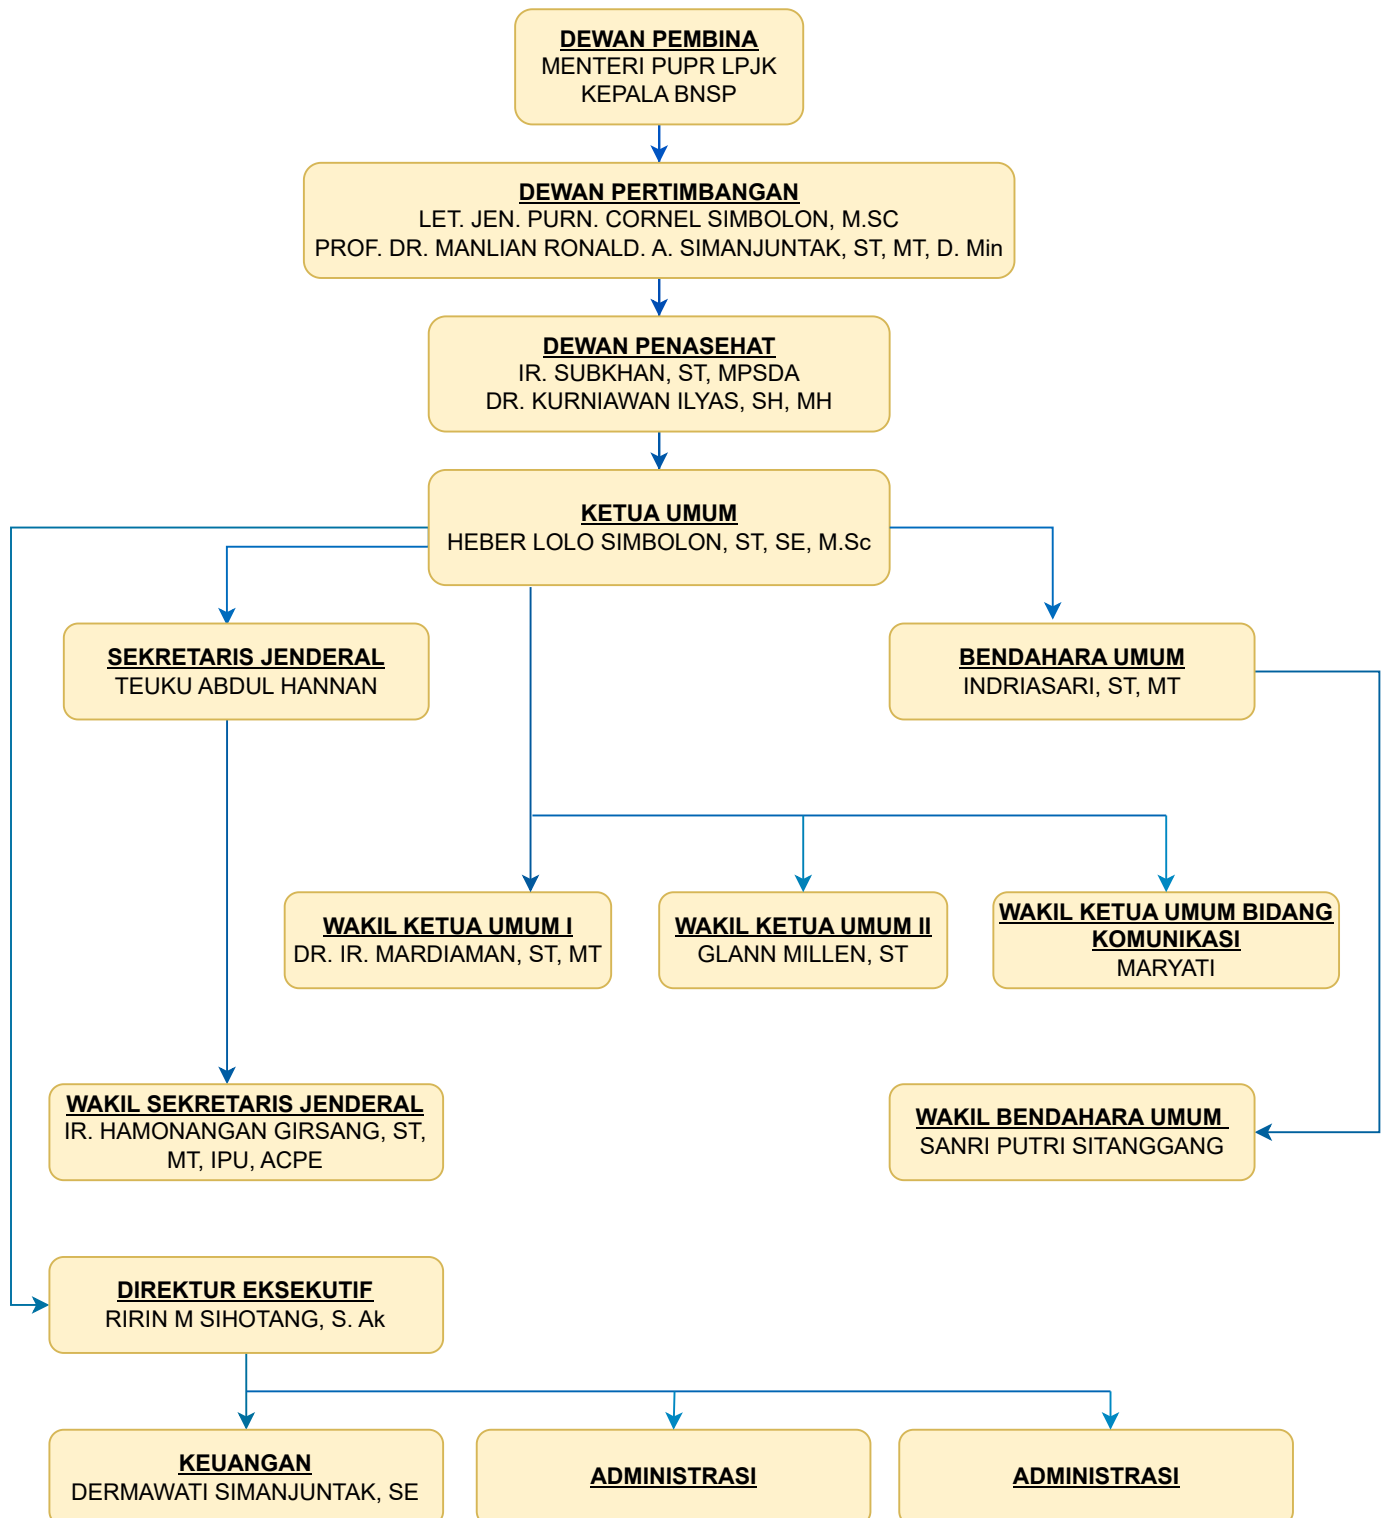 DEWAN PEMBINA
MENTERI PUPR LPJK
KEPALA BNSP
DEWAN PERTIMBANGAN
LET. JEN. PURN. CORNEL SIMBOLON, M.SC
PROF. DR. MANLIAN RONALD. A. SIMANJUNTAK, ST, MT, D. Min
DEWAN PENASEHAT
IR. SUBKHAN, ST, MPSDA
DR. KURNIAWAN ILYAS, SH, MH
KETUA UMUM
HEBER LOLO SIMBOLON, ST, SE, M.Sc
SEKRETARIS JENDERAL
TEUKU ABDUL HANNAN
BENDAHARA UMUM
INDRIASARI, ST, MT
WAKIL KETUA UMUM I
DR. IR. MARDIAMAN, ST, MT
WAKIL KETUA UMUM II
GLANN MILLEN, ST
WAKIL KETUA UMUM BIDANG
KOMUNIKASI
MARYATI
WAKIL SEKRETARIS JENDERAL
IR. HAMONANGAN GIRSANG, ST,
MT, IPU, ACPE
WAKIL BENDAHARA UMUM
SANRI PUTRI SITANGGANG
DIREKTUR EKSEKUTIF
RIRIN M SIHOTANG, S. Ak
KEUANGAN
DERMAWATI SIMANJUNTAK, SE
ADMINISTRASI
ADMINISTRASI